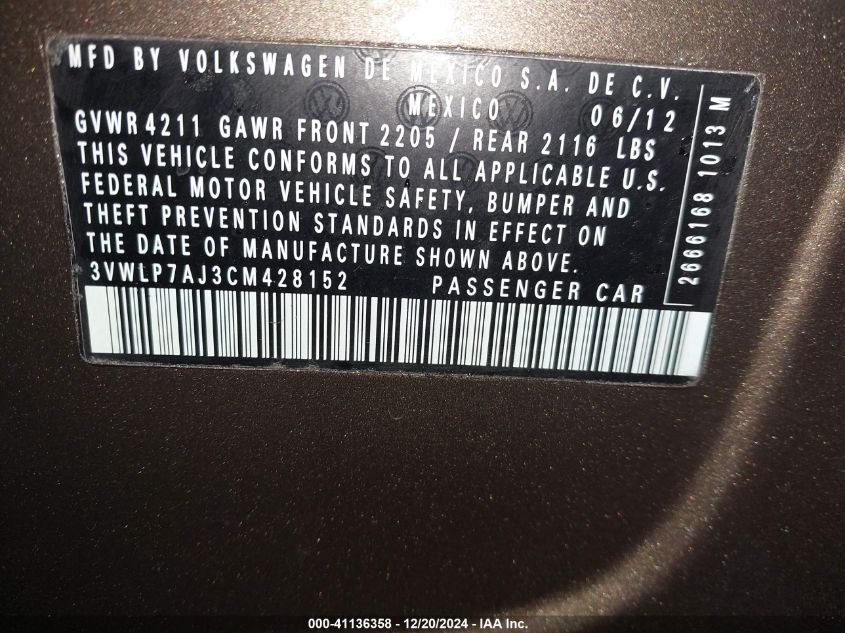 MFD BY VOLKSWAGEN DE MEXICO S.A. DE C.V.
MEXICO 06/12
GVWR 4211 GAWR FRONT 2205 / REAR 2116 LBS
THIS VEHICLE CONFORMS TO ALL APPLICABLE U.S.
FEDERAL MOTOR VEHICLE SAFETY, BUMPER AND
THEFT PREVENTION STANDARDS IN EFFECT ON
THE DATE OF MANUFACTURE SHOWN ABOVE.
3VWLP7AJ3CM428152 PASSENGER CAR
2666168 1013 M
000-41136358 - 12/20/2024 - IAA Inc.